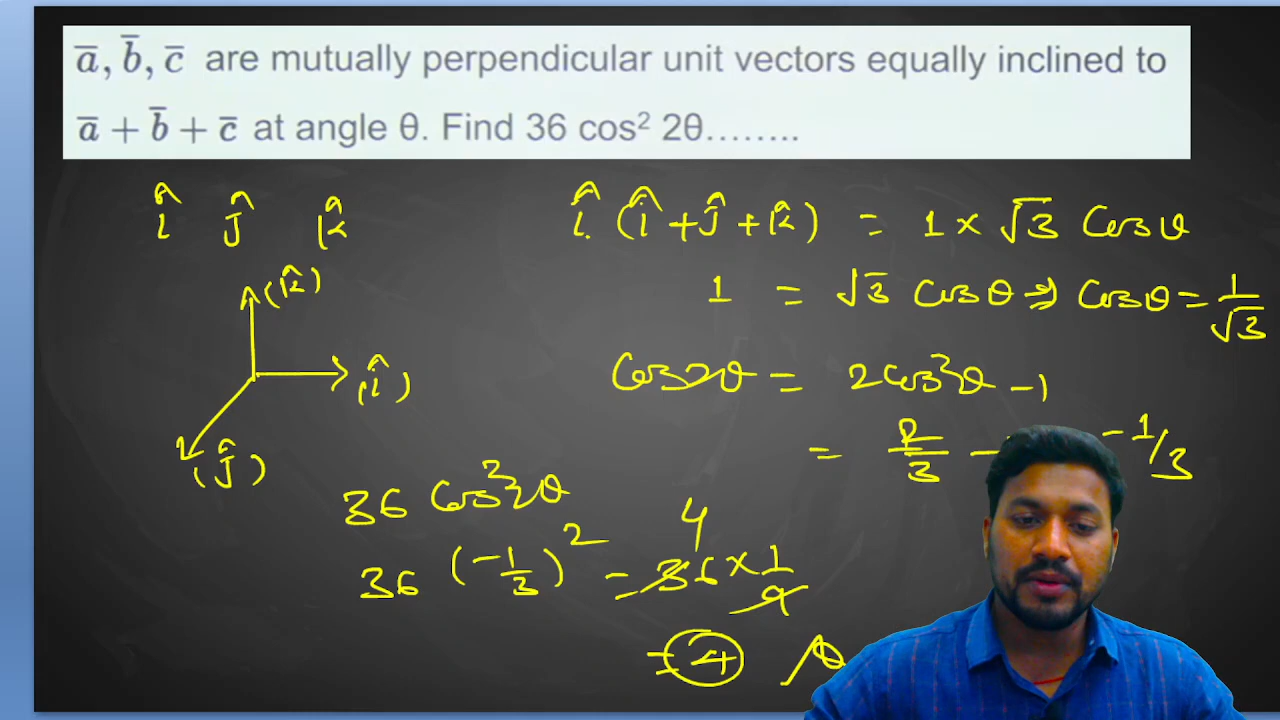 a̅, b̅, c̅ are mutually perpendicular unit vectors equally inclined to
a̅ + b̅ + c̅ at angle θ. Find 36 cos² 2θ........
î ĵ k̂
î. (î + ĵ + k̂) = 1 × √3 Cosθ
(k̂)
1 = √3 Cosθ ⇒ Cosθ = 1/√3
(î)
Cos2θ = 2Cos²θ - 1
(ĵ)
= 2/3 - -1/3
36 Cos²2θ
36 (-1/3)² = 36 × 1/9
4
= 4